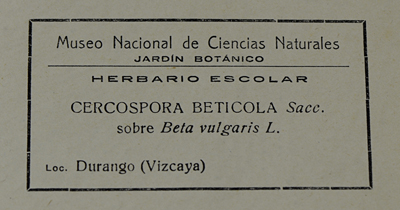 Museo Nacional de Ciencias Naturales
JARDÍN BOTÁNICO
HERBARIO ESCOLAR
CERCOSPORA BETICOLA Sacc.
sobre Beta vulgaris L.
Loc. Durango (Vizcaya)